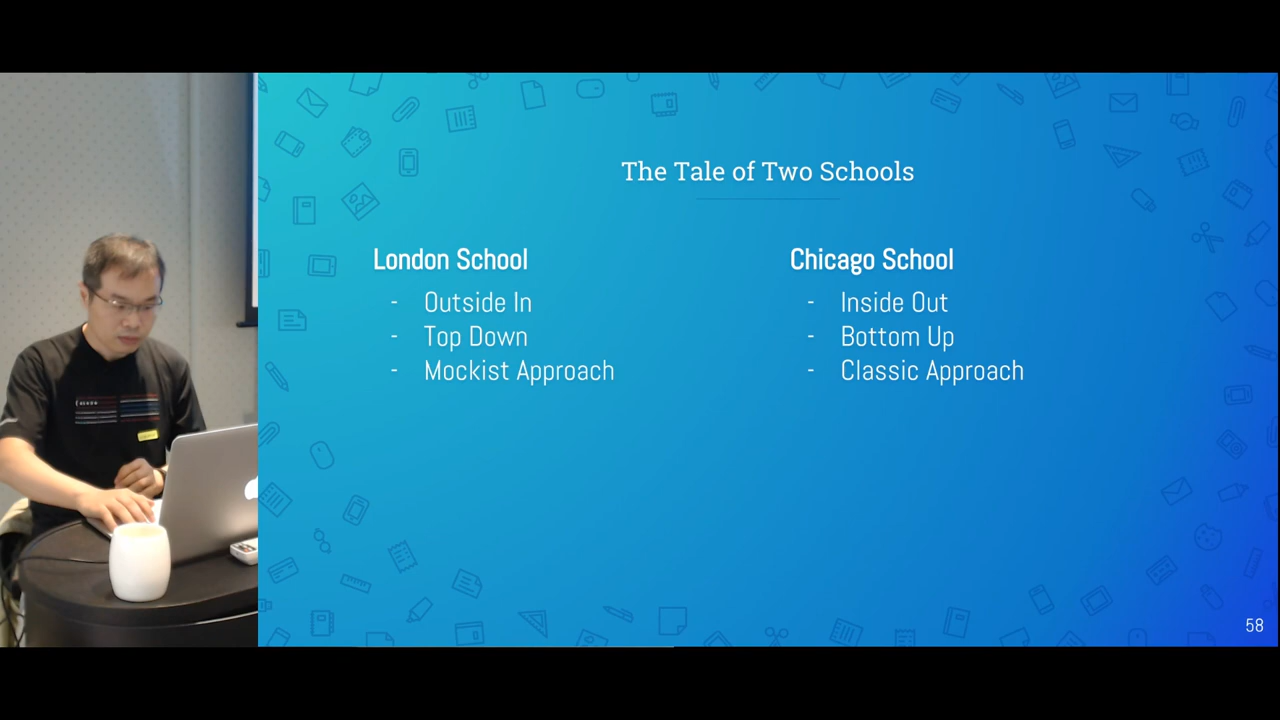 The Tale of Two Schools
London School
- Outside In
- Top Down
- Mockist Approach
Chicago School
- Inside Out
- Bottom Up
- Classic Approach
58